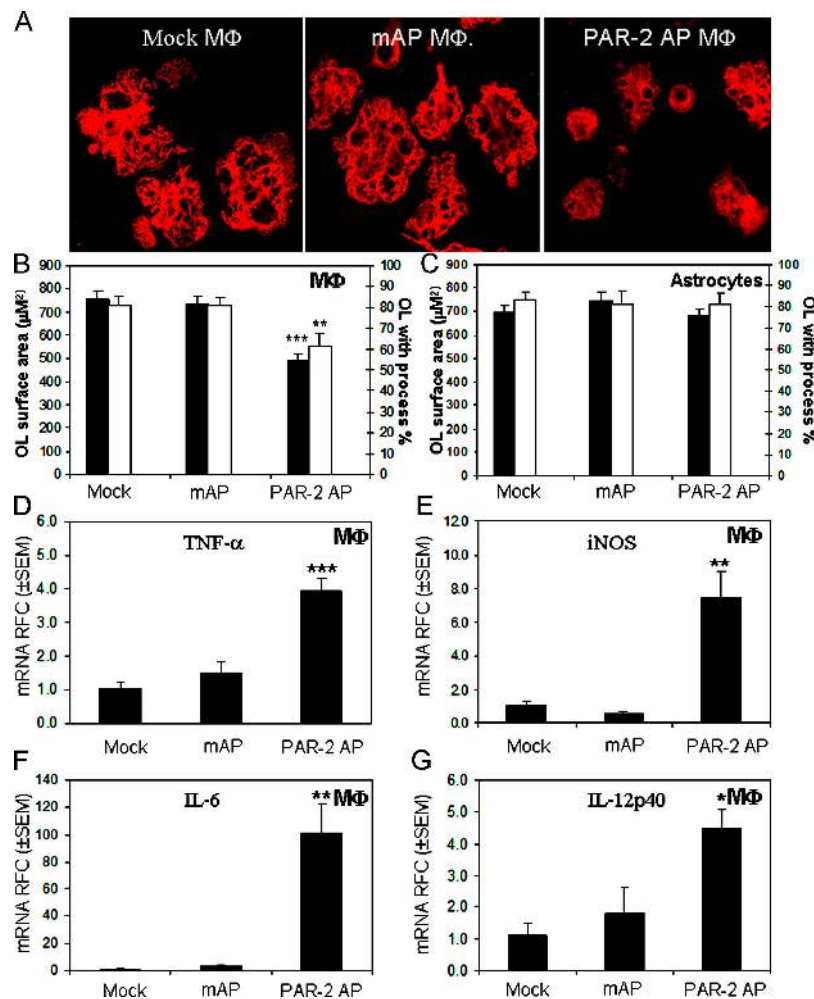 A
Mock MΦ
mAP MΦ.
PAR-2 AP MΦ
B
MΦ
OL surface area (µM²)
900
800
700
600
500
400
300
200
100
0
*** **
100
90
80
70
60
50
40
30
20
10
0
OL with process %
Mock mAP PAR-2 AP
C
Astrocytes
OL surface area (µM²)
900
800
700
600
500
400
300
200
100
0
100
90
80
70
60
50
40
30
20
10
0
OL with process %
Mock mAP PAR-2 AP
D
TNF-α
MΦ
mRNA RFC (±SEM)
6.0
5.0
4.0
3.0
2.0
1.0
0.0
***
Mock mAP PAR-2 AP
E
iNOS
MΦ
mRNA RFC (±SEM)
12.0
10.0
8.0
6.0
4.0
2.0
0.0
**
Mock mAP PAR-2 AP
F
IL-6
**MΦ
mRNA RFC (±SEM)
140
120
100
80
60
40
20
0
Mock mAP PAR-2 AP
G
IL-12p40
*MΦ
mRNA RFC (±SEM)
6.0
5.0
4.0
3.0
2.0
1.0
0.0
Mock mAP PAR-2 AP